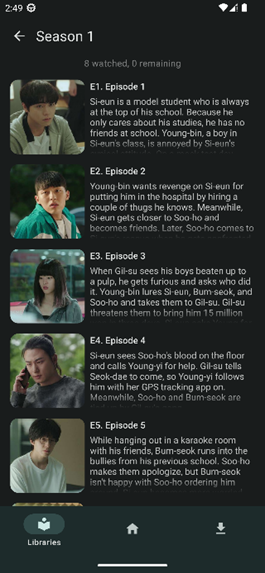 2:49
Season 1
8 watched, 0 remaining
E1. Episode 1
Si-eun is a model student who is always
at the top of his school. Because he
only cares about his studies, he has no
friends at school. Young-bin, a boy in
Si-eun's class, is annoyed by Si-eun's
E2. Episode 2
Young-bin wants revenge on Si-eun for
putting him in the hospital by hiring a
couple of thugs he knows. Meanwhile,
Si-eun gets closer to Soo-ho and
becomes friends. Later, Soo-ho comes to
E3. Episode 3
When Gil-su sees his boys beaten up to
a pulp, he gets furious and asks who did
it. Young-bin lures Si-eun, Bum-seok, and
Soo-ho and takes them to Gil-su. Gil-su
threatens them to bring him 15 million
E4. Episode 4
Si-eun sees Soo-ho's blood on the floor
and calls Young-yi for help. Gil-su tells
Seok-dae to come, so Young-yi follows
him with her GPS tracking app on.
Meanwhile, Soo-ho and Bum-seok are
E5. Episode 5
While hanging out in a karaoke room
with his friends, Bum-seok runs into the
bullies from his previous school. Soo-ho
makes them apologize, but Bum-seok
isn't happy with Soo-ho ordering him
Libraries